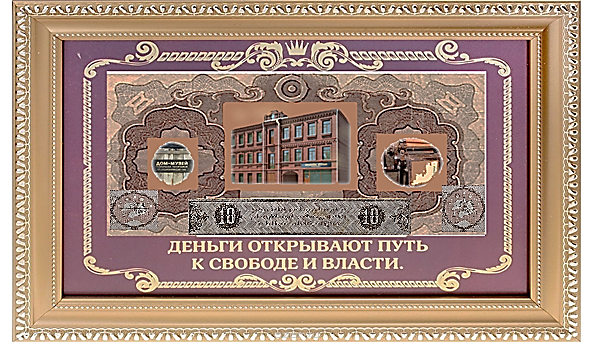 ДОМ-МУЗЕЙ
10
10
ДЕНЬГИ ОТКРЫВАЮТ ПУТЬ
К СВОБОДЕ И ВЛАСТИ.